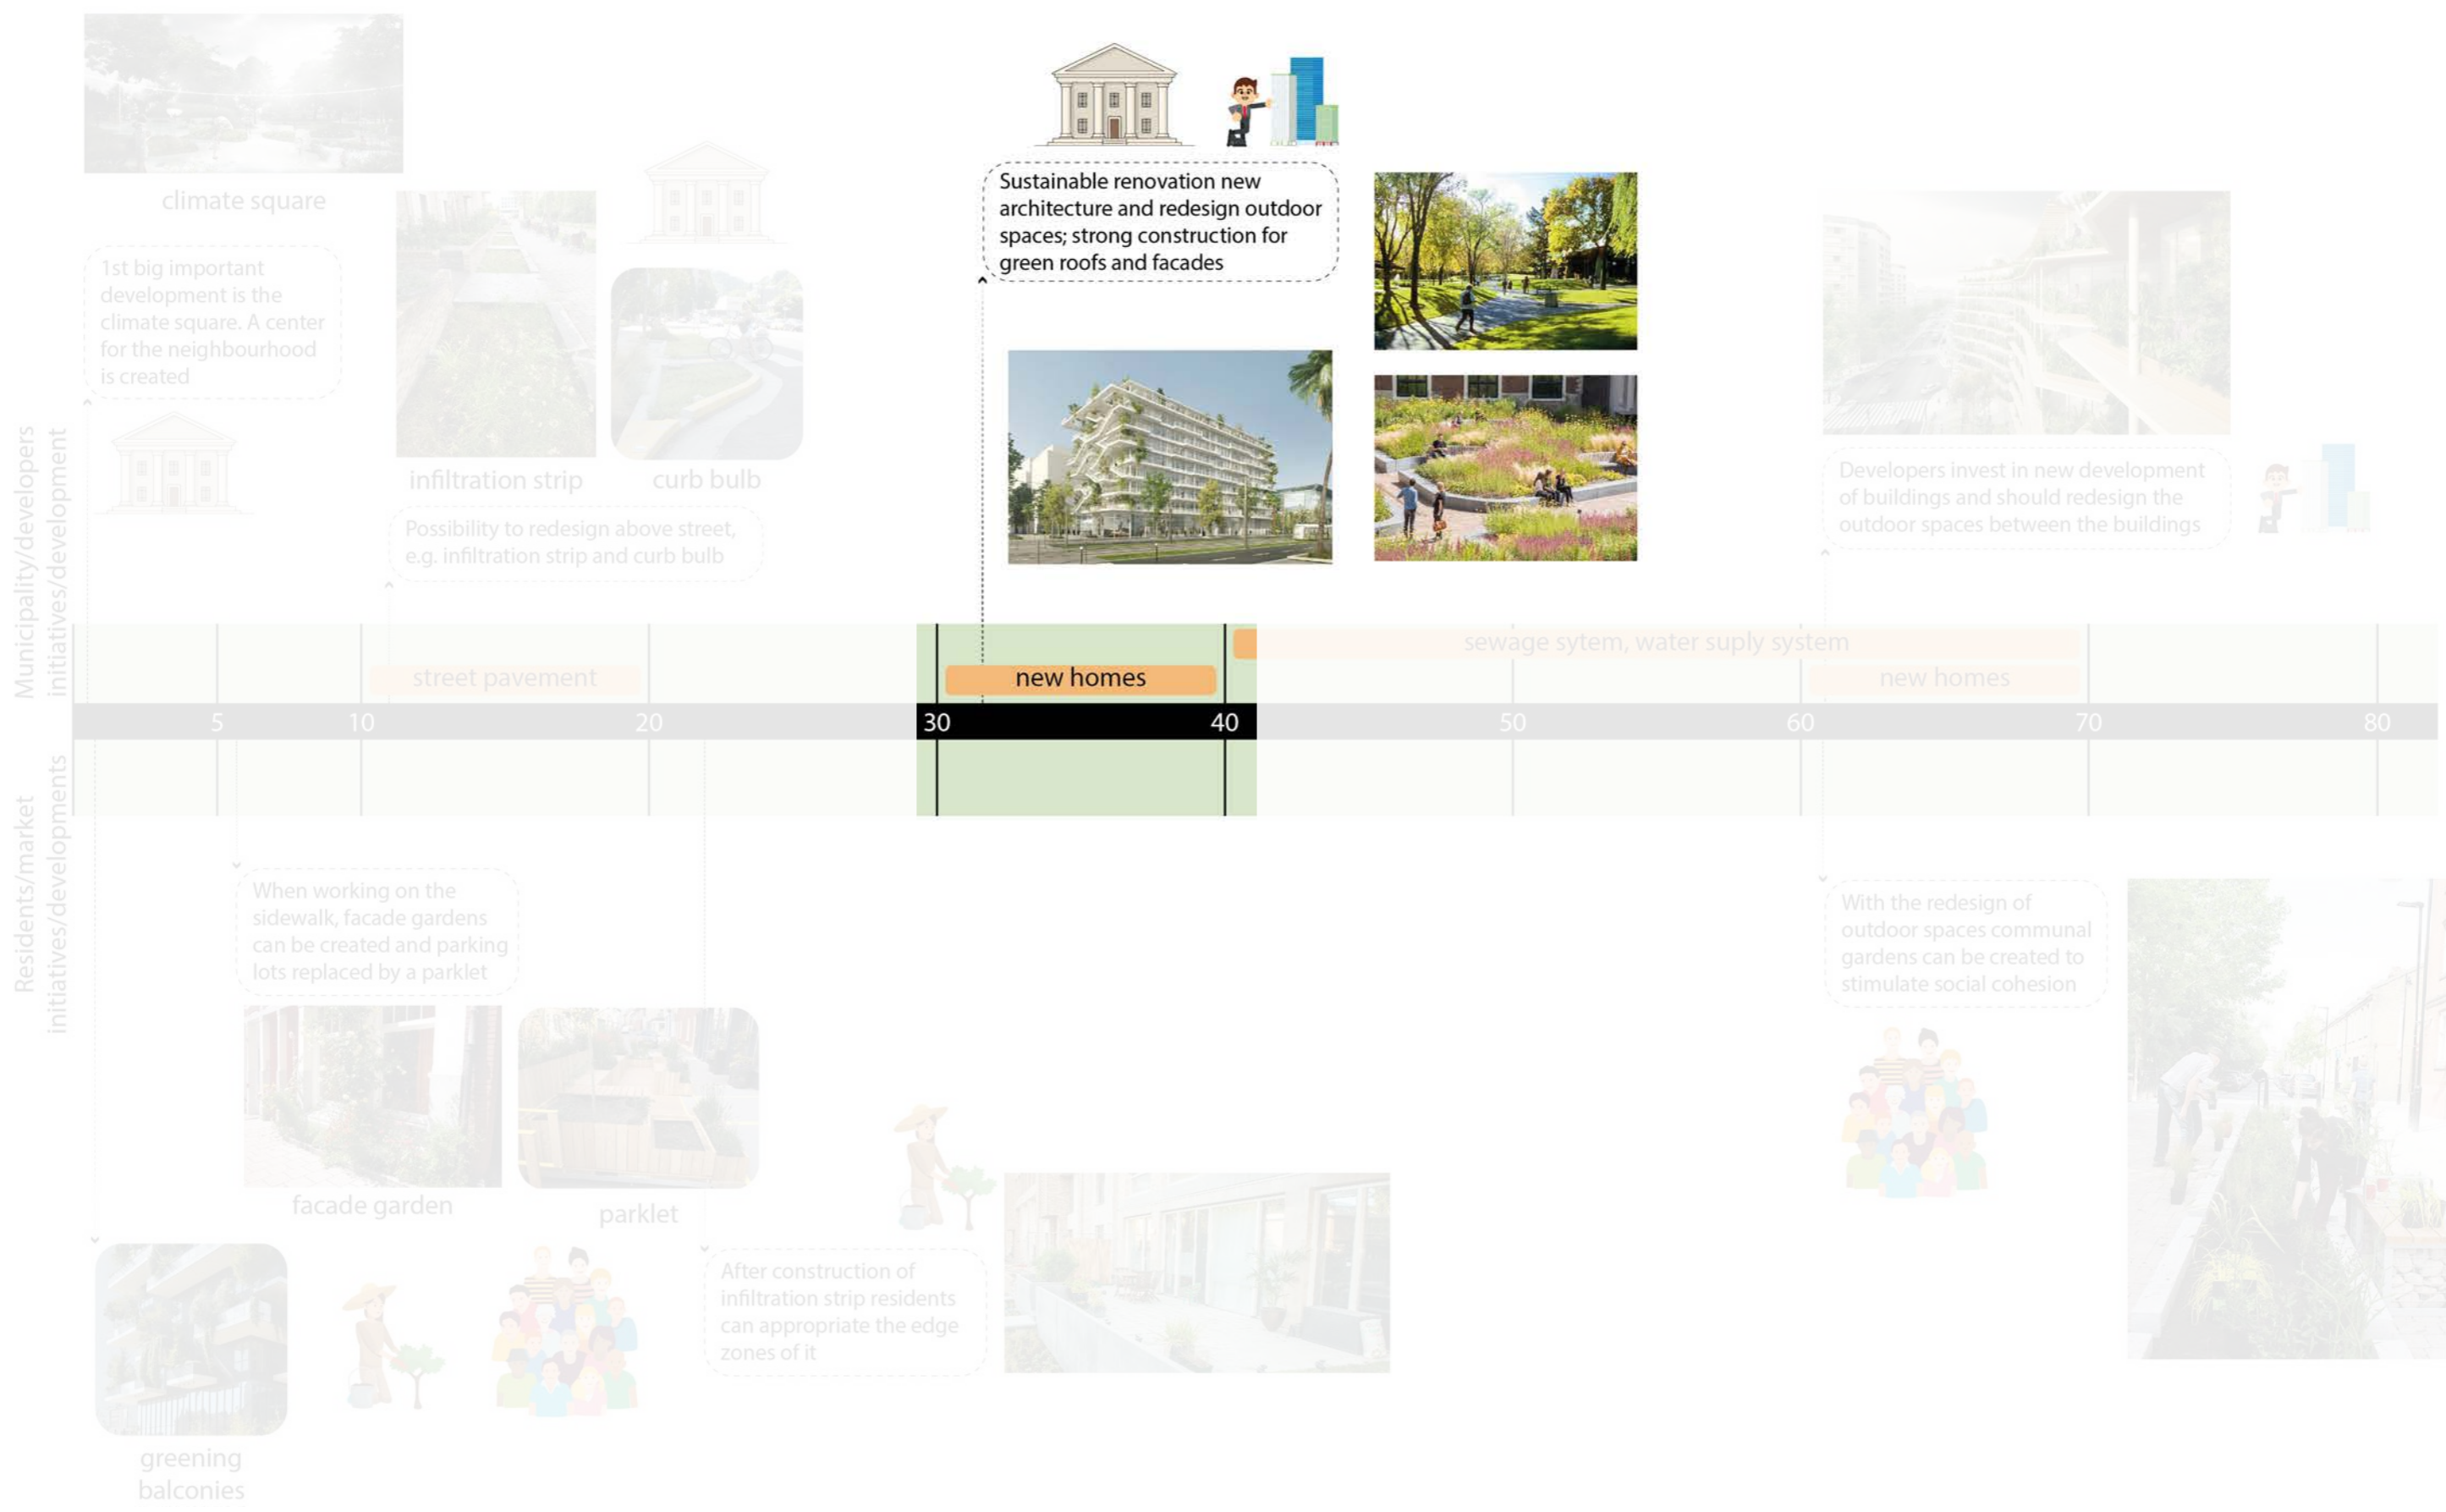 climate square
1st big important
development is the
climate square. A center
for the neighbourhood
is created
infiltration strip
curb bulb
Possibility to redesign above street,
e.g. infiltration strip and curb bulb
Sustainable renovation new
architecture and redesign outdoor
spaces; strong construction for
green roofs and facades
Developers invest in new development
of buildings and should redesign the
outdoor spaces between the buildings
Municipality/developers
initiatives/development
sewage sytem, water suply system
street pavement
new homes
new homes
5 10 20 30 40 50 60 70 80
Residents/market
initiatives/developments
When working on the
sidewalk, facade gardens
can be created and parking
lots replaced by a parklet
With the redesign of
outdoor spaces communal
gardens can be created to
stimulate social cohesion
facade garden
parklet
After construction of
infiltration strip residents
can appropriate the edge
zones of it
greening
balconies